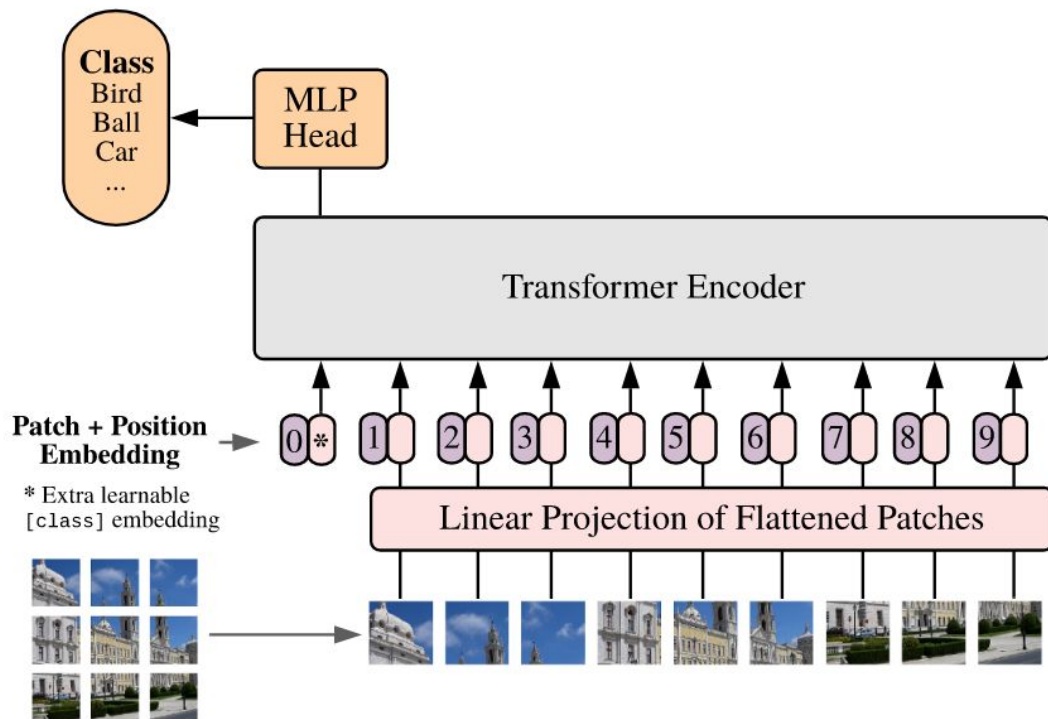 Class
Bird
Ball
Car
...
MLP
Head
Transformer Encoder
Patch + Position
Embedding
0 * 1 2 3 4 5 6 7 8 9
* Extra learnable
[class] embedding
Linear Projection of Flattened Patches